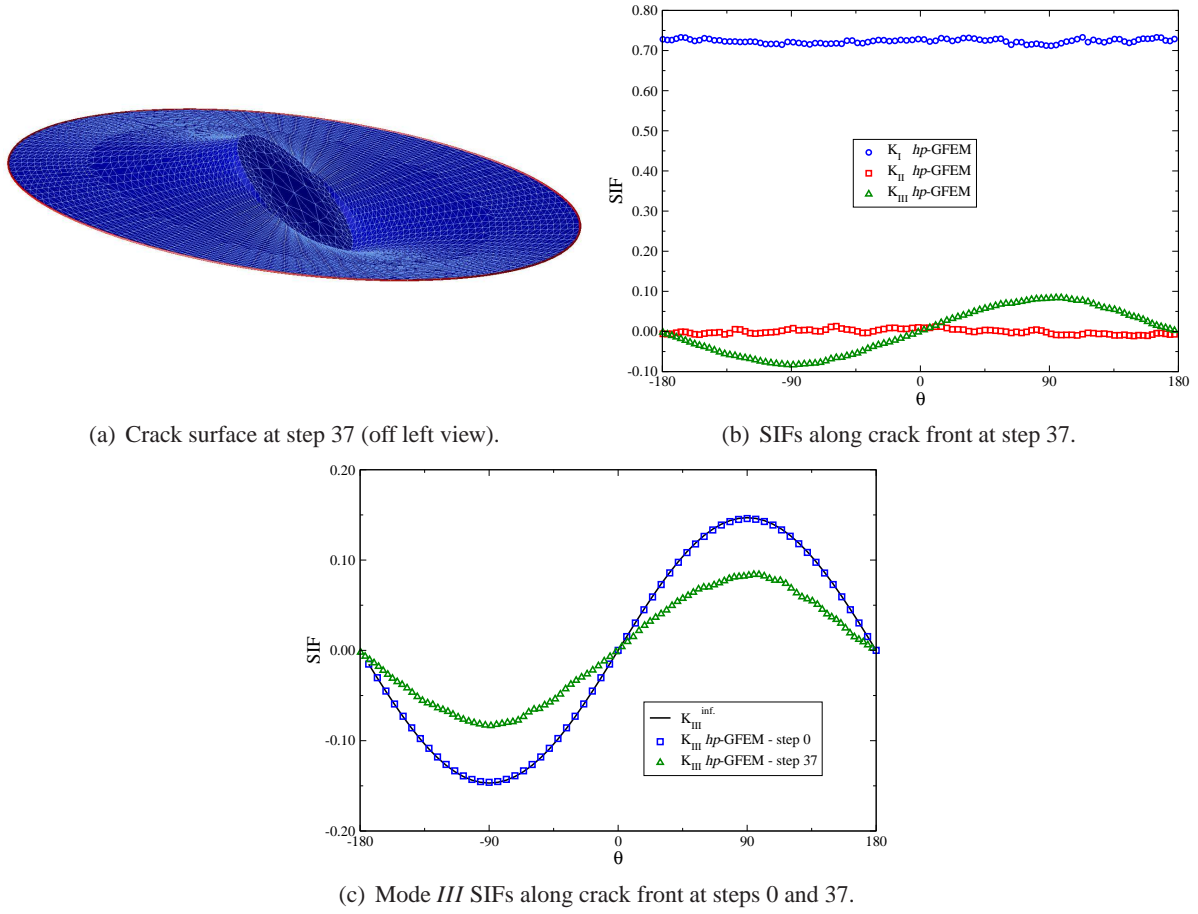 0.80
0.70
0.60
0.50
0.40
0.30
0.20
0.10
0.00
-0.10
SIF
K_I hp-GFEM
K_II hp-GFEM
K_III hp-GFEM
-180 -90 0 90 180
θ
(a) Crack surface at step 37 (off left view).
(b) SIFs along crack front at step 37.
0.20
0.10
0.00
-0.10
-0.20
SIF
K_III^inf.
K_III hp-GFEM - step 0
K_III hp-GFEM - step 37
-180 -90 0 90 180
θ
(c) Mode III SIFs along crack front at steps 0 and 37.